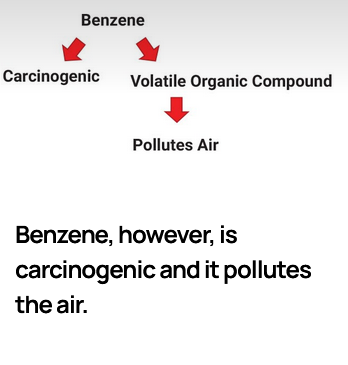 Benzene
Carcinogenic
Volatile Organic Compound
Pollutes Air
Benzene, however, is
carcinogenic and it pollutes
the air.